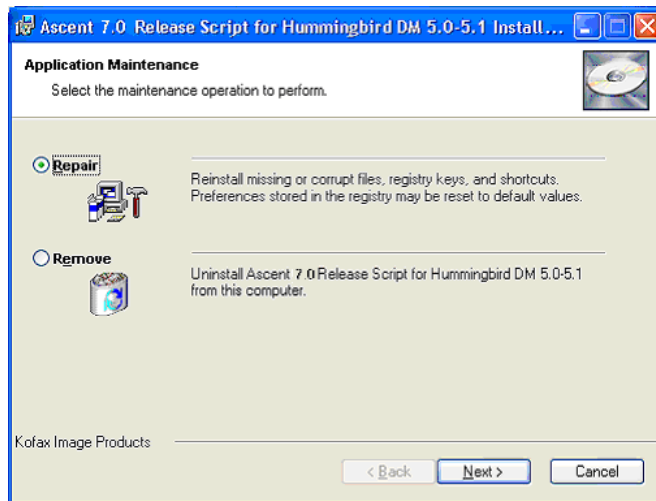 Ascent 7.0 Release Script for Hummingbird DM 5.0-5.1 Install...
Application Maintenance
Select the maintenance operation to perform.
Repair
Reinstall missing or corrupt files, registry keys, and shortcuts.
Preferences stored in the registry may be reset to default values.
Remove
Uninstall Ascent 7.0 Release Script for Hummingbird DM 5.0-5.1
from this computer.
Kofax Image Products
< Back
Next >
Cancel